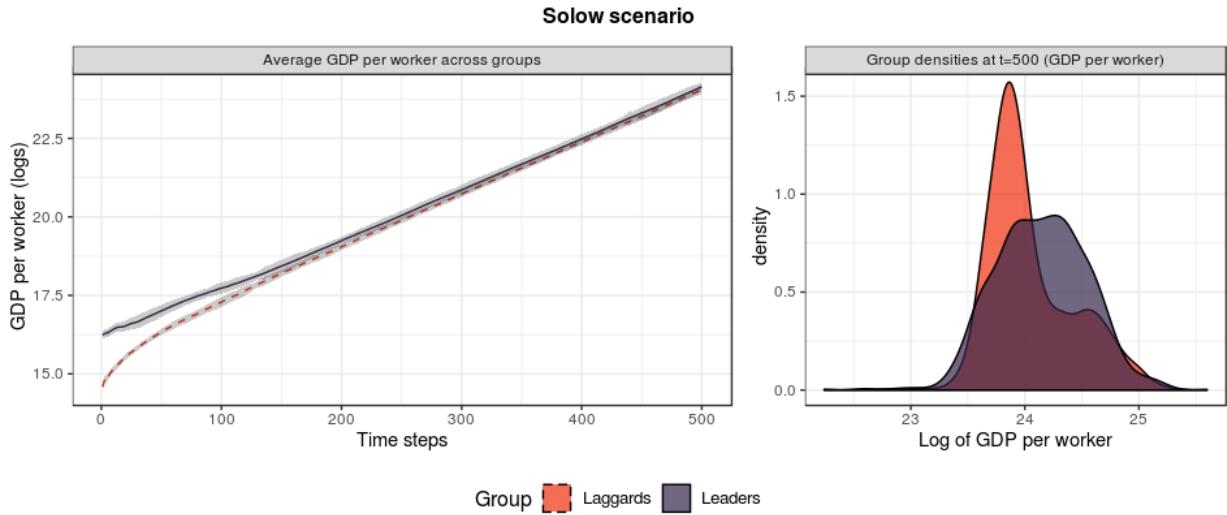 Solow scenario
Average GDP per worker across groups
GDP per worker (logs)
22.5
20.0
17.5
15.0
0
100
200
300
400
500
Time steps
Group densities at t=500 (GDP per worker)
density
1.5
1.0
0.5
0.0
23
24
25
Log of GDP per worker
Group
Laggards
Leaders